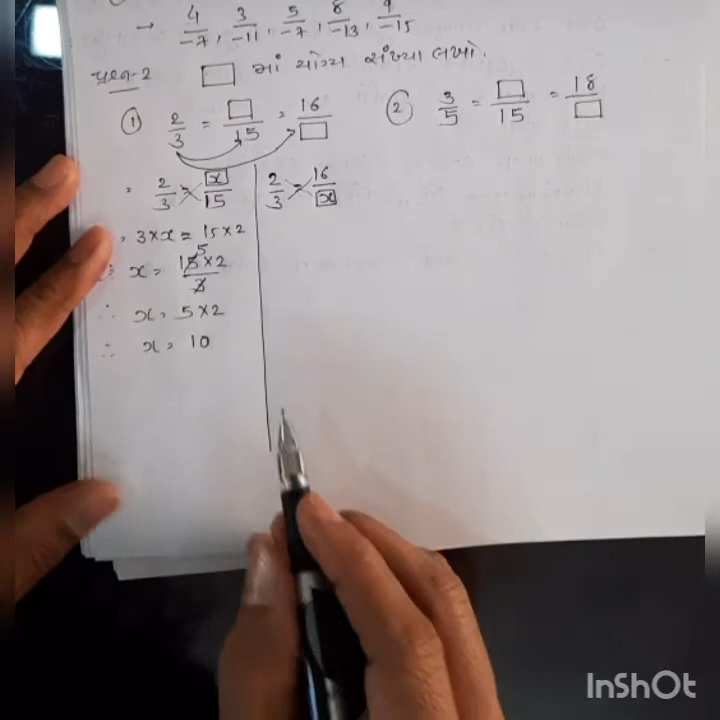 → 4/-7, 3/-11, 5/-7, 8/-13, 9/-15
પ્રશ્ન-2 □ માં યોગ્ય સંખ્યા લખો.
① 2/3 = □/15 = 16/□ ② 3/5 = □/15 = 18/□
∴ 2/3 = x/15 2/3 = 16/x
∴ 3 × x = 15 × 2
∴ x = 15 5 × 2 / 3
∴ x = 5 × 2
∴ x = 10
InShOt